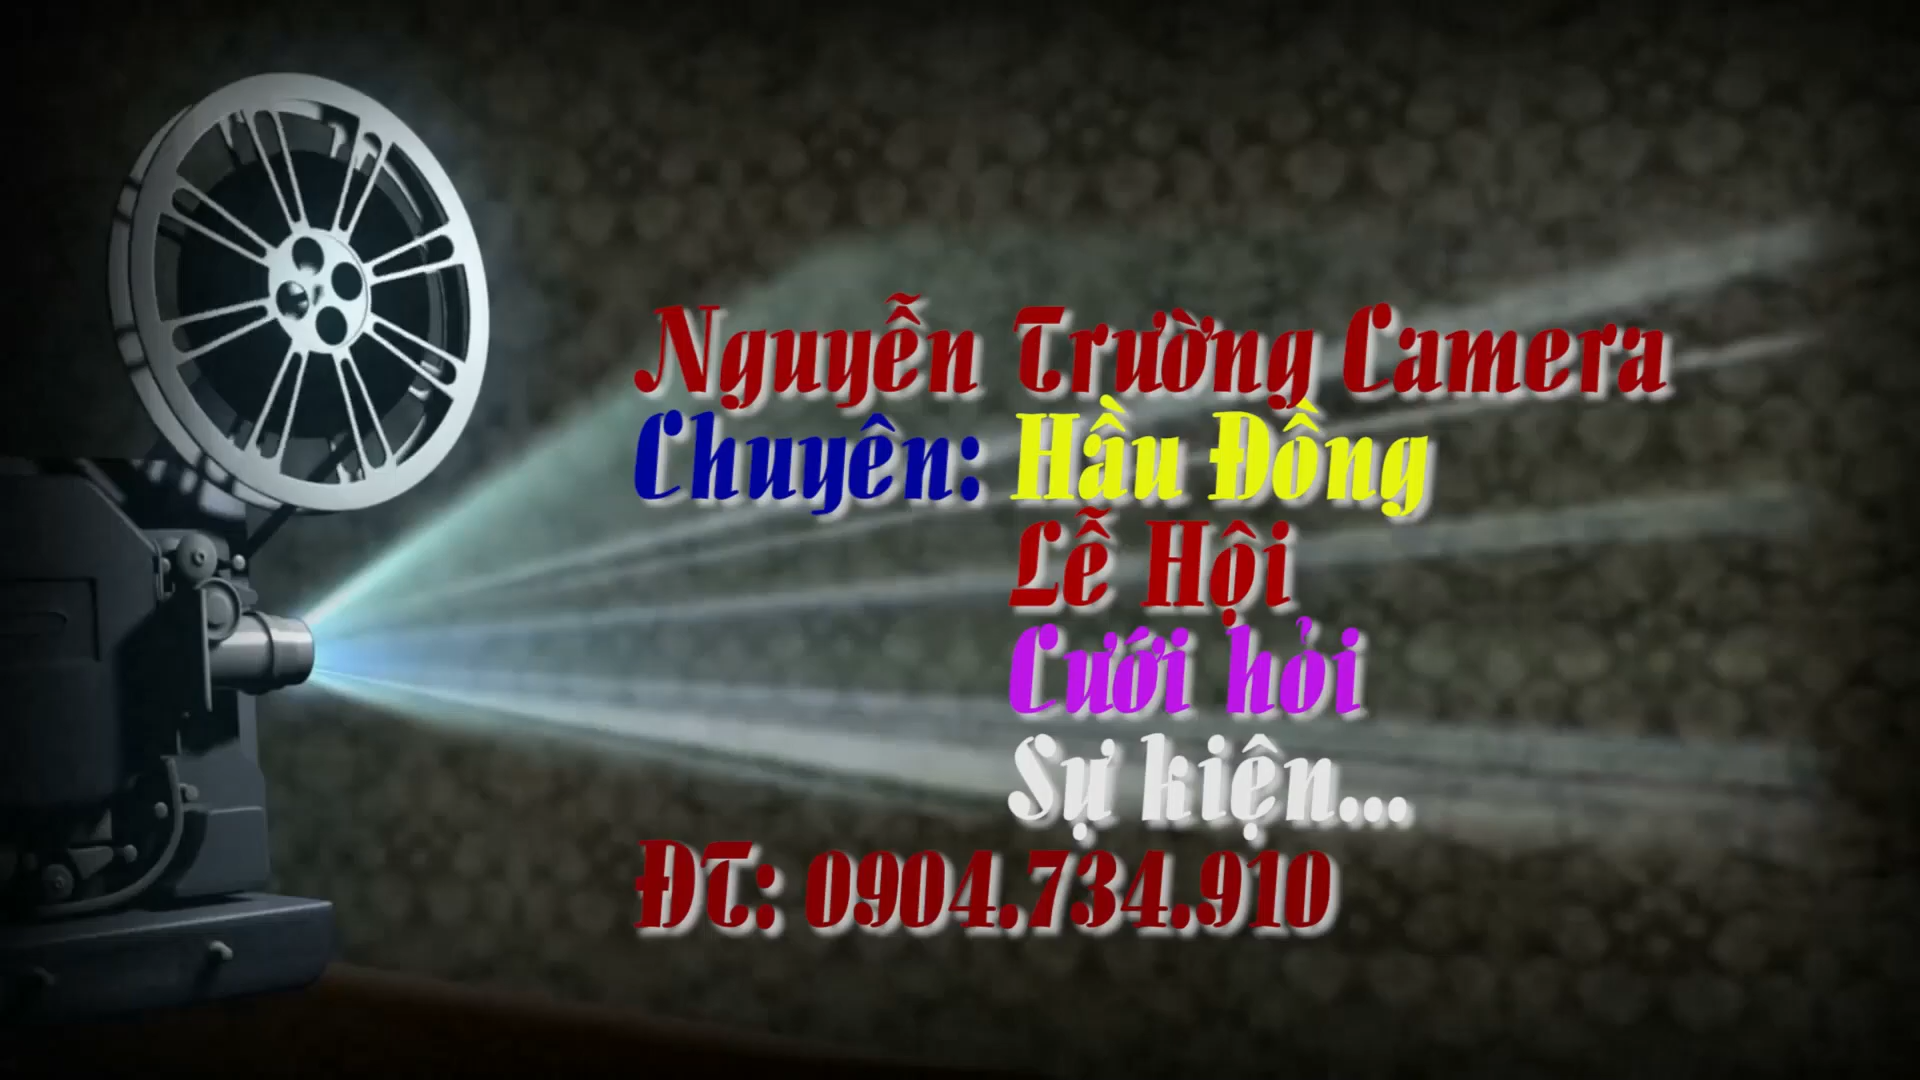 Nguyễn Trường Camera
Chuyên: Hầu Đồng
Lễ Hội
Cưới hỏi
Sự kiện...
ĐT: 0904.734.910